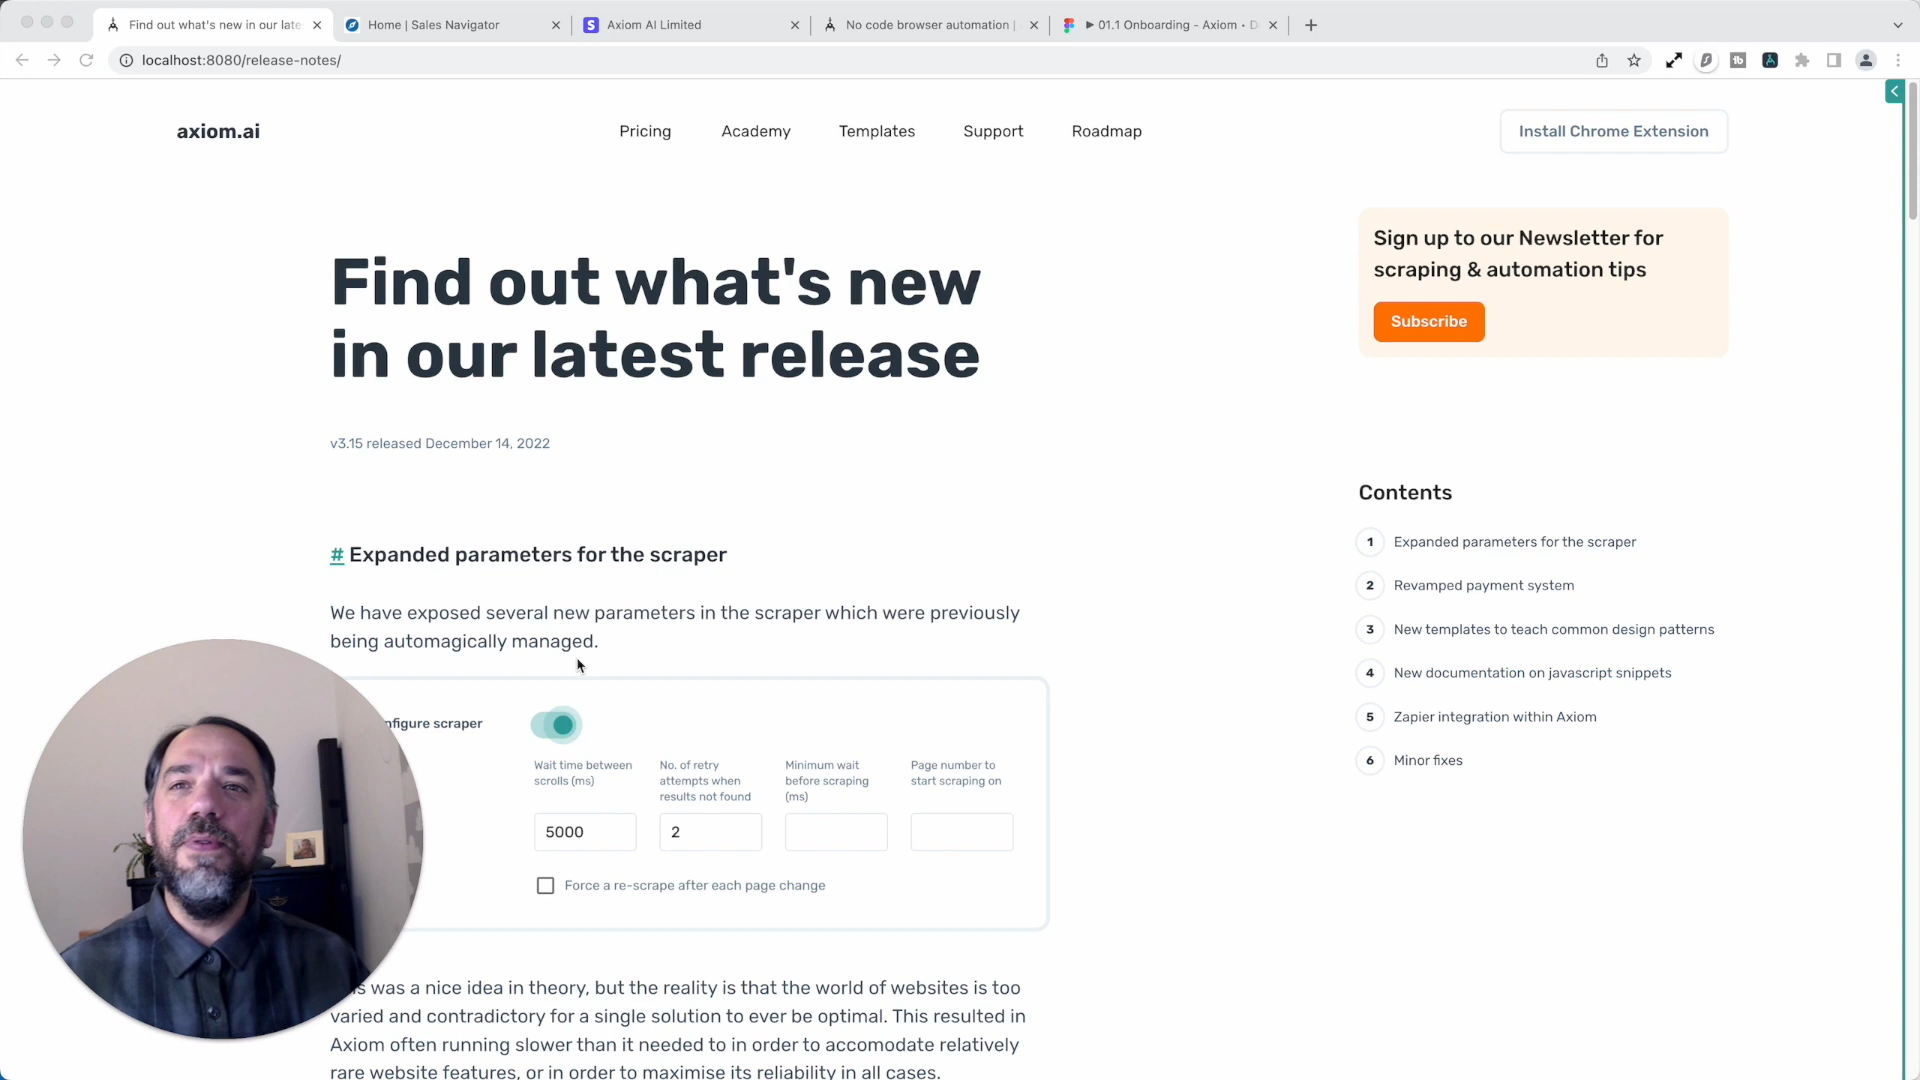 Find out what's new in our late
Home | Sales Navigator
Axiom AI Limited
No code browser automation |
▶ 01.1 Onboarding - Axiom • D
localhost:8080/release-notes/
axiom.ai
Pricing
Academy
Templates
Support
Roadmap
Install Chrome Extension
Find out what's new
in our latest release
v3.15 released December 14, 2022
# Expanded parameters for the scraper
We have exposed several new parameters in the scraper which were previously
being automagically managed.
nfigure scraper
Wait time between
scrolls (ms)
No. of retry
attempts when
results not found
Minimum wait
before scraping
(ms)
Page number to
start scraping on
5000
2
Force a re-scrape after each page change
s was a nice idea in theory, but the reality is that the world of websites is too
varied and contradictory for a single solution to ever be optimal. This resulted in
Axiom often running slower than it needed to in order to accomodate relatively
rare website features, or in order to maximise its reliability in all cases.
Sign up to our Newsletter for
scraping & automation tips
Subscribe
Contents
1 Expanded parameters for the scraper
2 Revamped payment system
3 New templates to teach common design patterns
4 New documentation on javascript snippets
5 Zapier integration within Axiom
6 Minor fixes